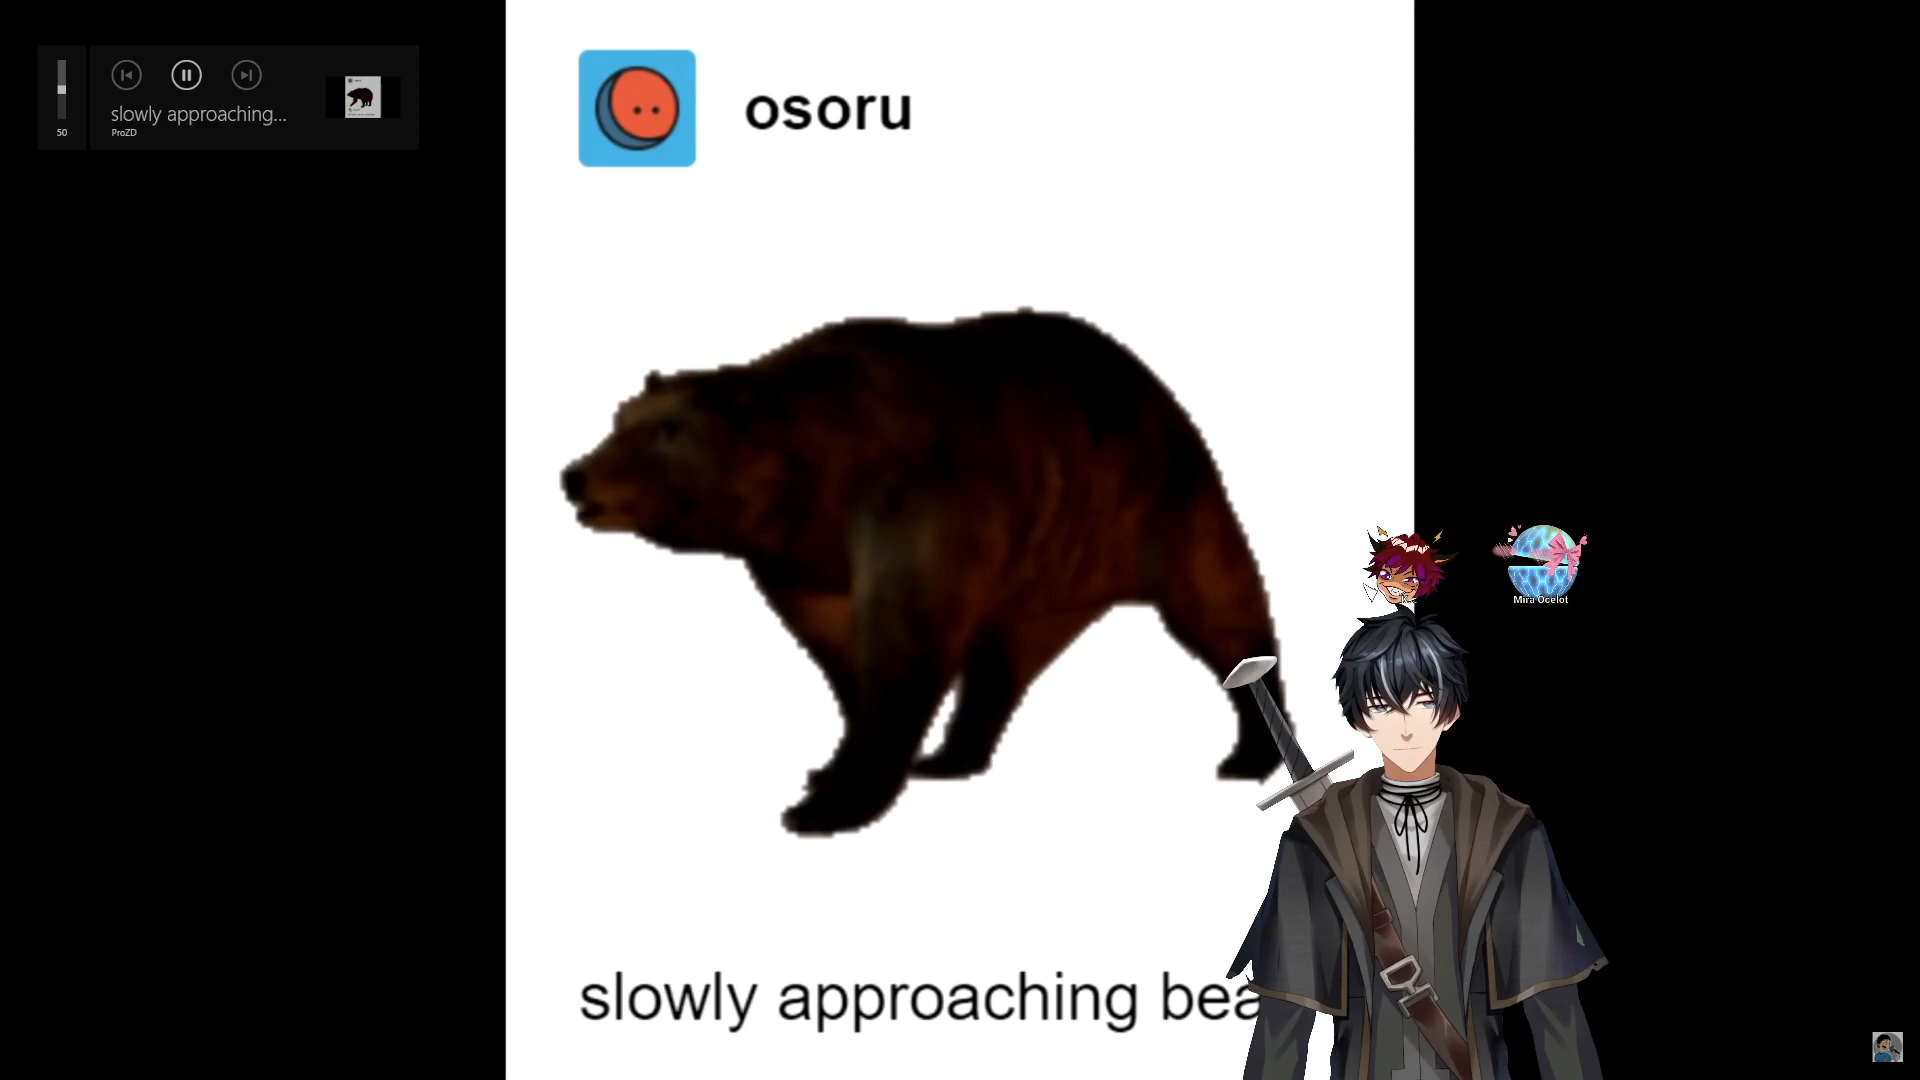 slowly approaching...
ProZD
50
osoru
Mira Ocelot
slowly approaching bea